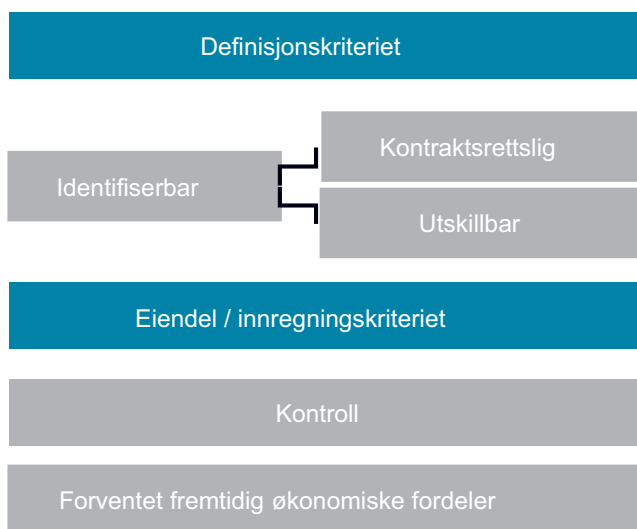 Definisjonskriteriet
Kontraktsrettslig
Identifiserbar
Utskillbar
Eiendel / innregningskriteriet
Kontroll
Forventet fremtidig økonomiske fordeler